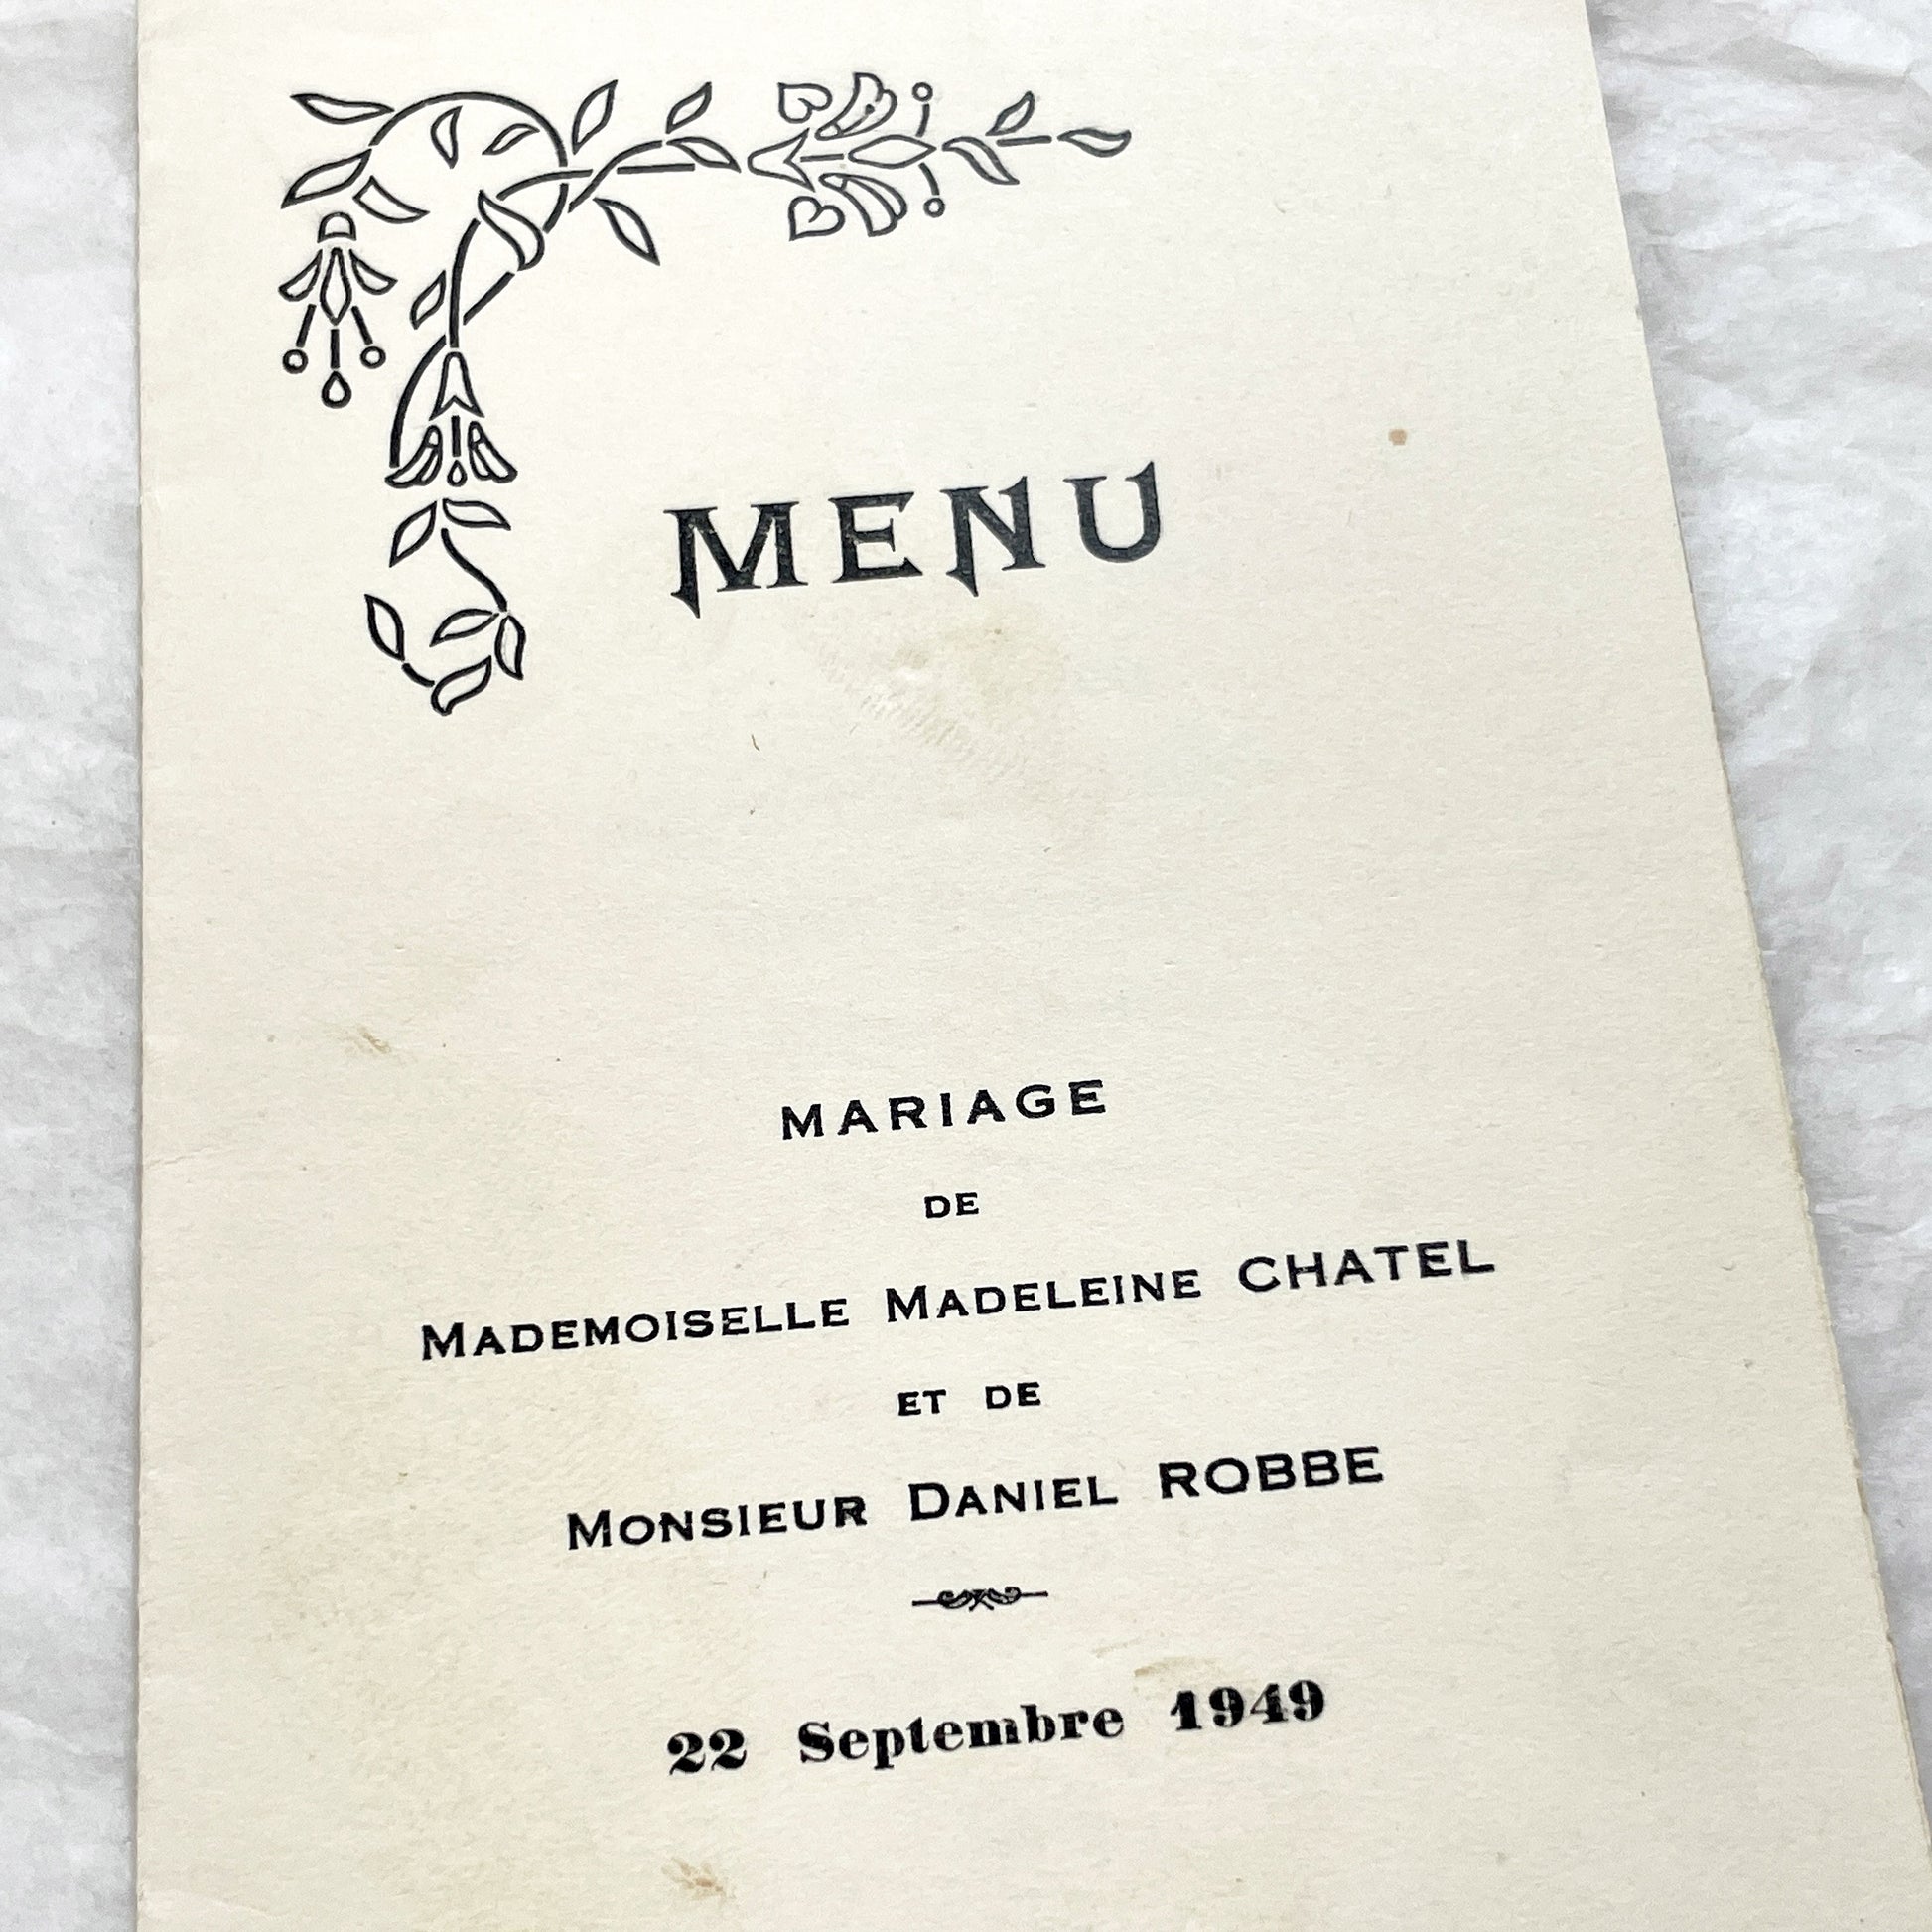 MENU
MARIAGE
DE
MADEMOISELLE MADELEINE CHATEL
ET DE
MONSIEUR DANIEL ROBBE
22 Septembre 1949